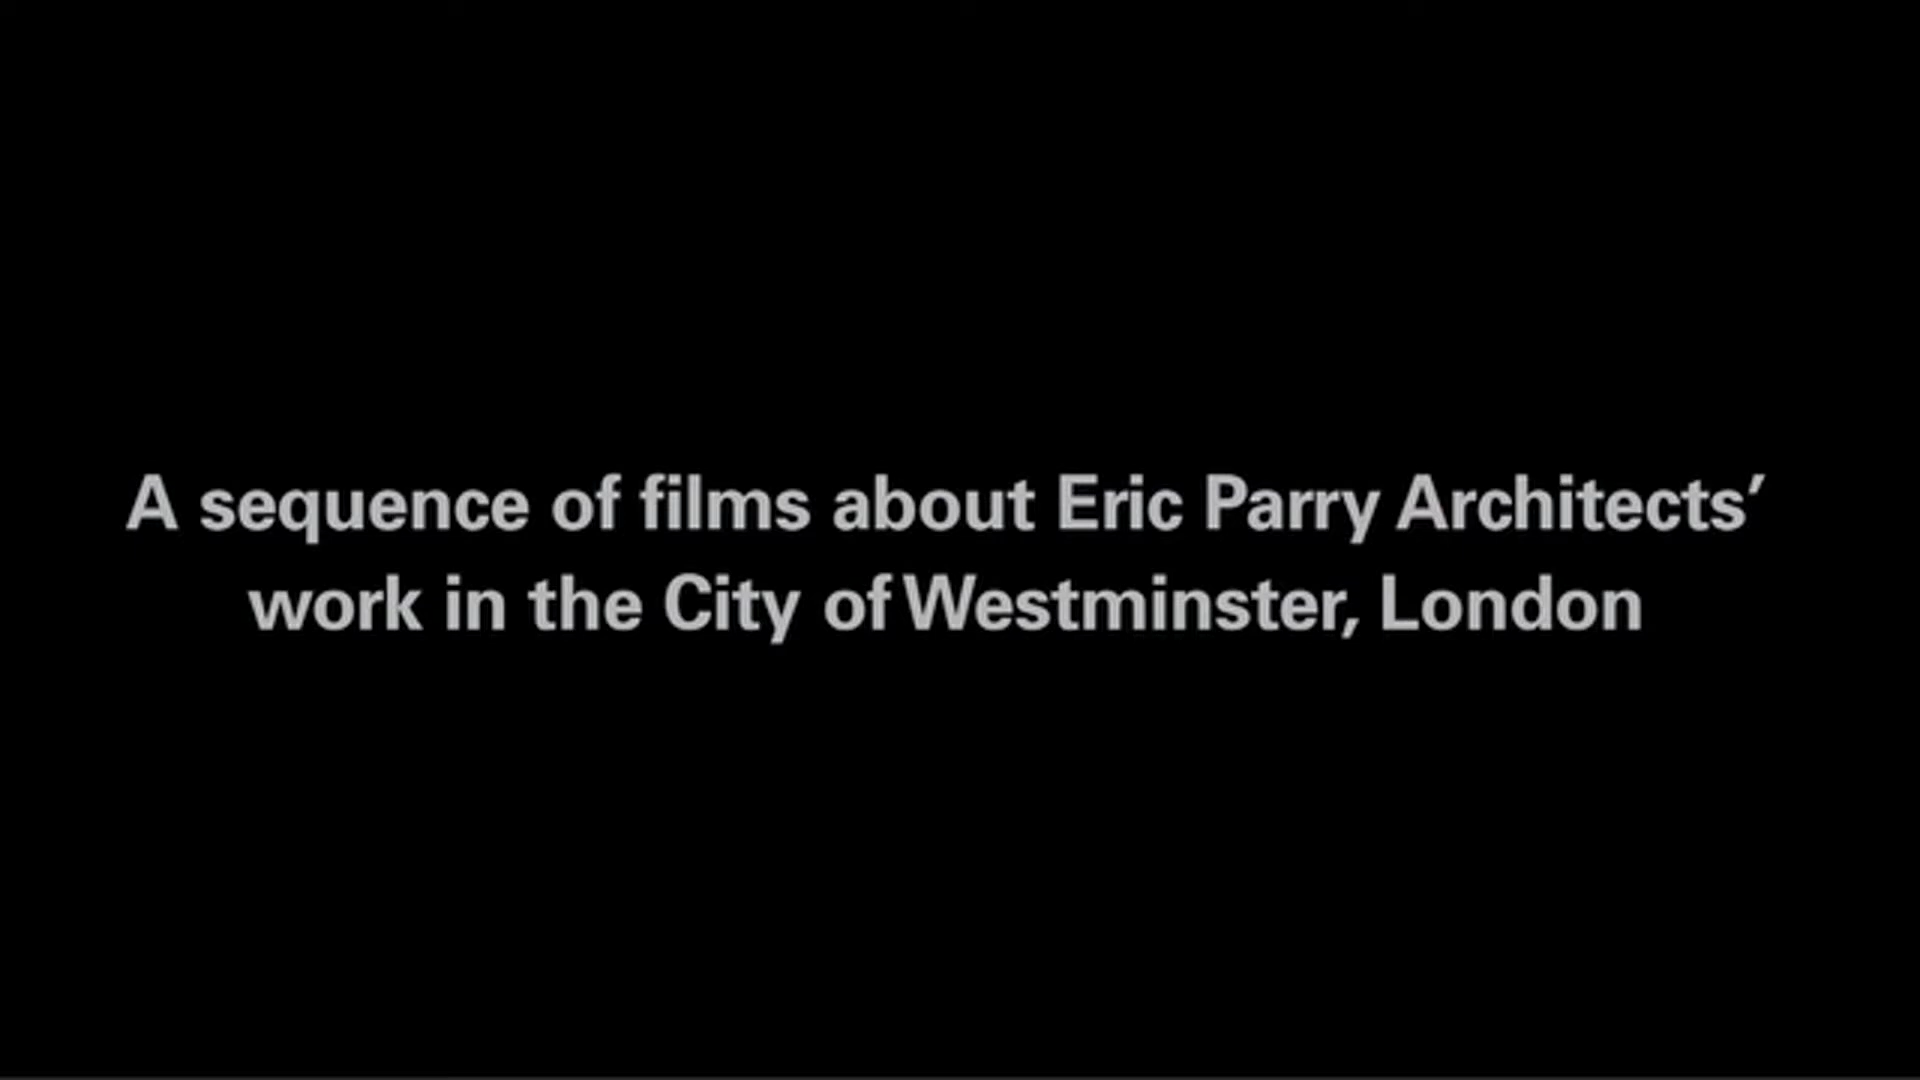 A sequence of films about Eric Parry Architects’
work in the City of Westminster, London